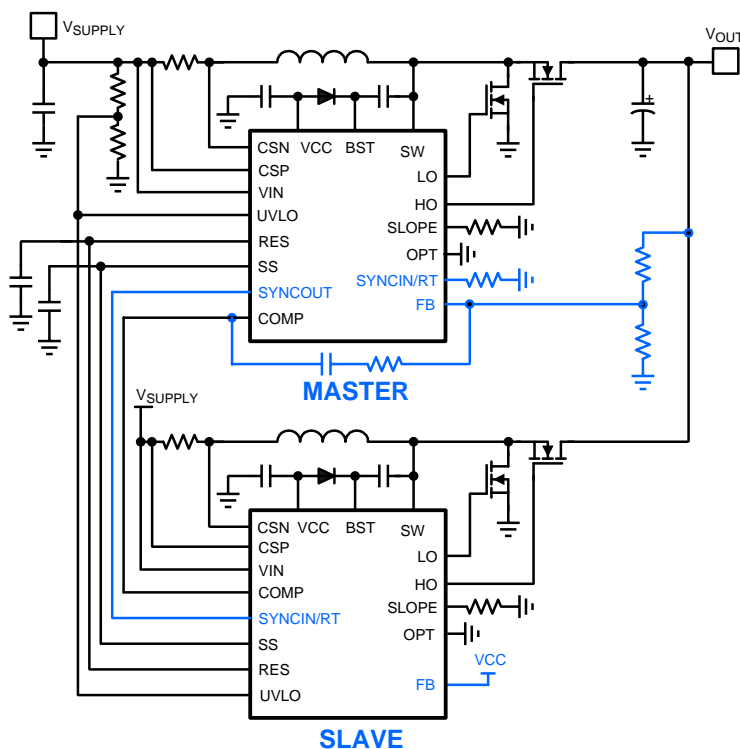 VSUPPLY
VOUT
+
CSN VCC BST SW
CSP
VIN
UVLO
RES
SS
SYNCOUT
COMP
LO
HO
SLOPE
OPT
SYNCIN/RT
FB
MASTER
VSUPPLY
CSN VCC BST SW
CSP
VIN
COMP
SYNCIN/RT
SS
RES
UVLO
LO
HO
SLOPE
OPT
VCC
FB
SLAVE